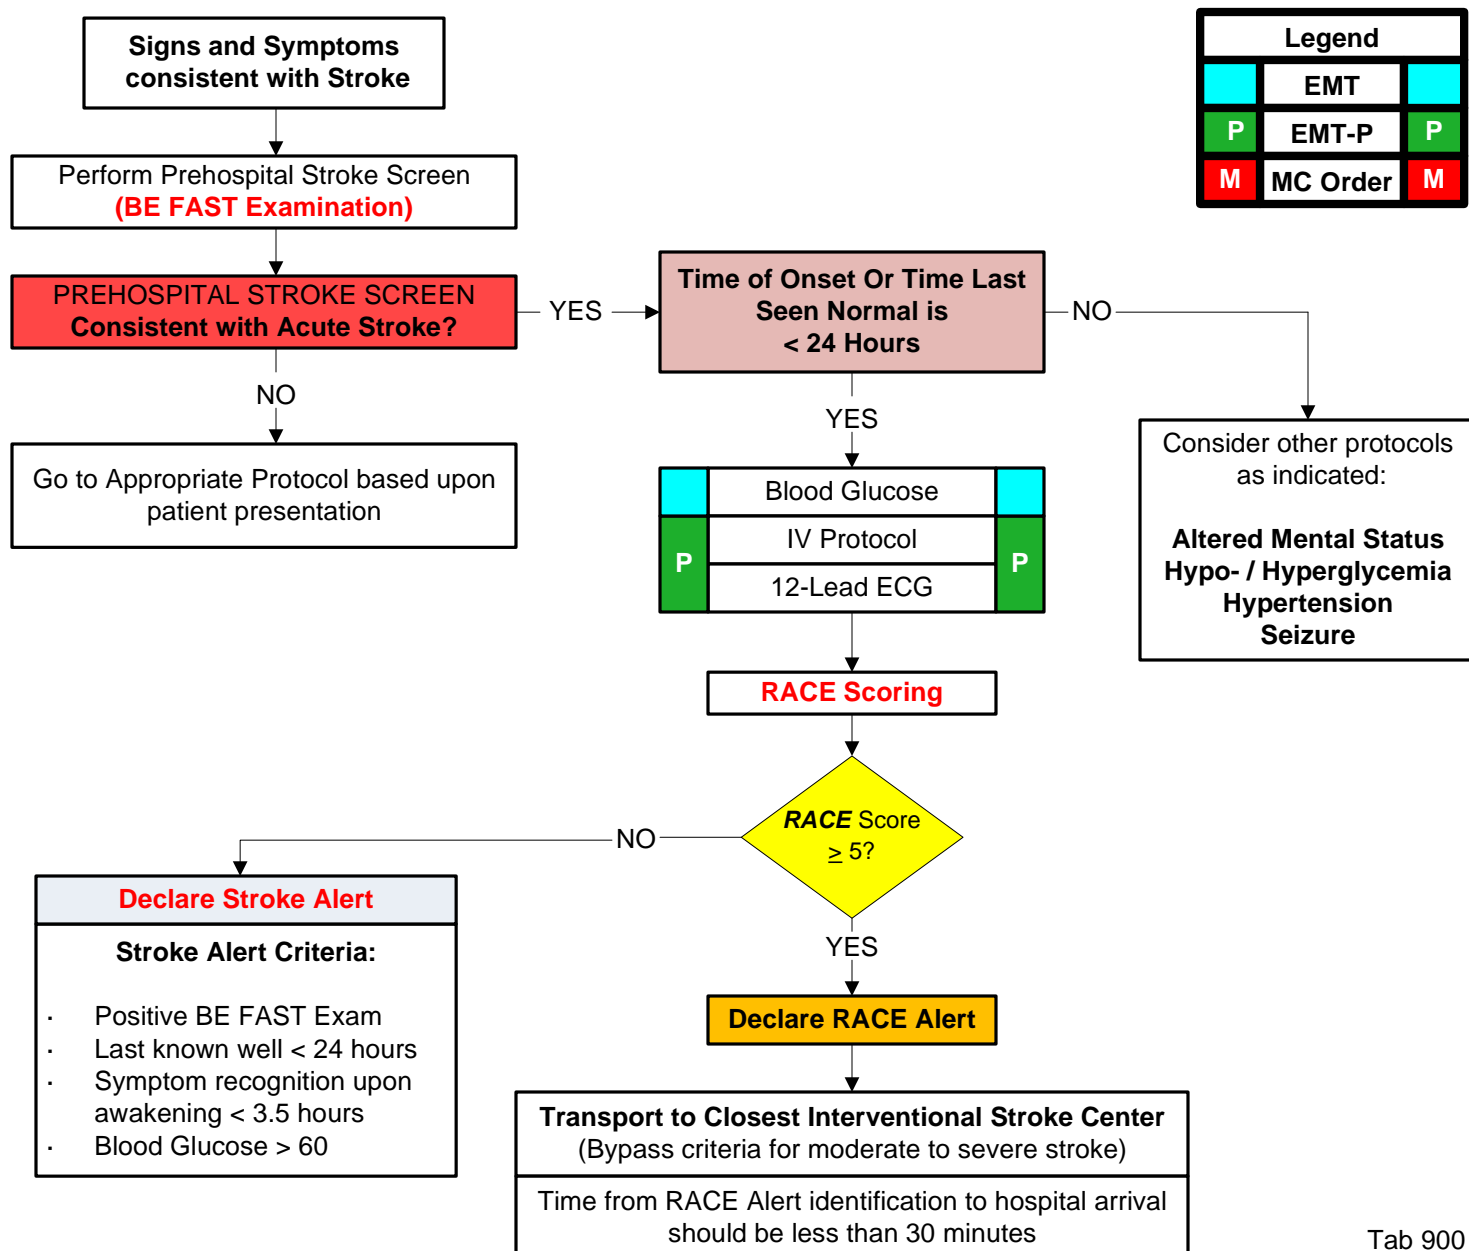 Signs and Symptoms
consistent with Stroke
Legend
EMT
P EMT-P P
M MC Order M
Perform Prehospital Stroke Screen
(BE FAST Examination)
PREHOSPITAL STROKE SCREEN
Consistent with Acute Stroke?
YES
Time of Onset Or Time Last
Seen Normal is
< 24 Hours
NO
NO
Go to Appropriate Protocol based upon
patient presentation
YES
Consider other protocols
as indicated:
Altered Mental Status
Hypo- / Hyperglycemia
Hypertension
Seizure
Blood Glucose
IV Protocol
P P
12-Lead ECG
RACE Scoring
RACE Score
≥ 5?
NO
Declare Stroke Alert
Stroke Alert Criteria:
· Positive BE FAST Exam
· Last known well < 24 hours
· Symptom recognition upon
awakening < 3.5 hours
· Blood Glucose > 60
YES
Declare RACE Alert
Transport to Closest Interventional Stroke Center
(Bypass criteria for moderate to severe stroke)
Time from RACE Alert identification to hospital arrival
should be less than 30 minutes
Tab 900